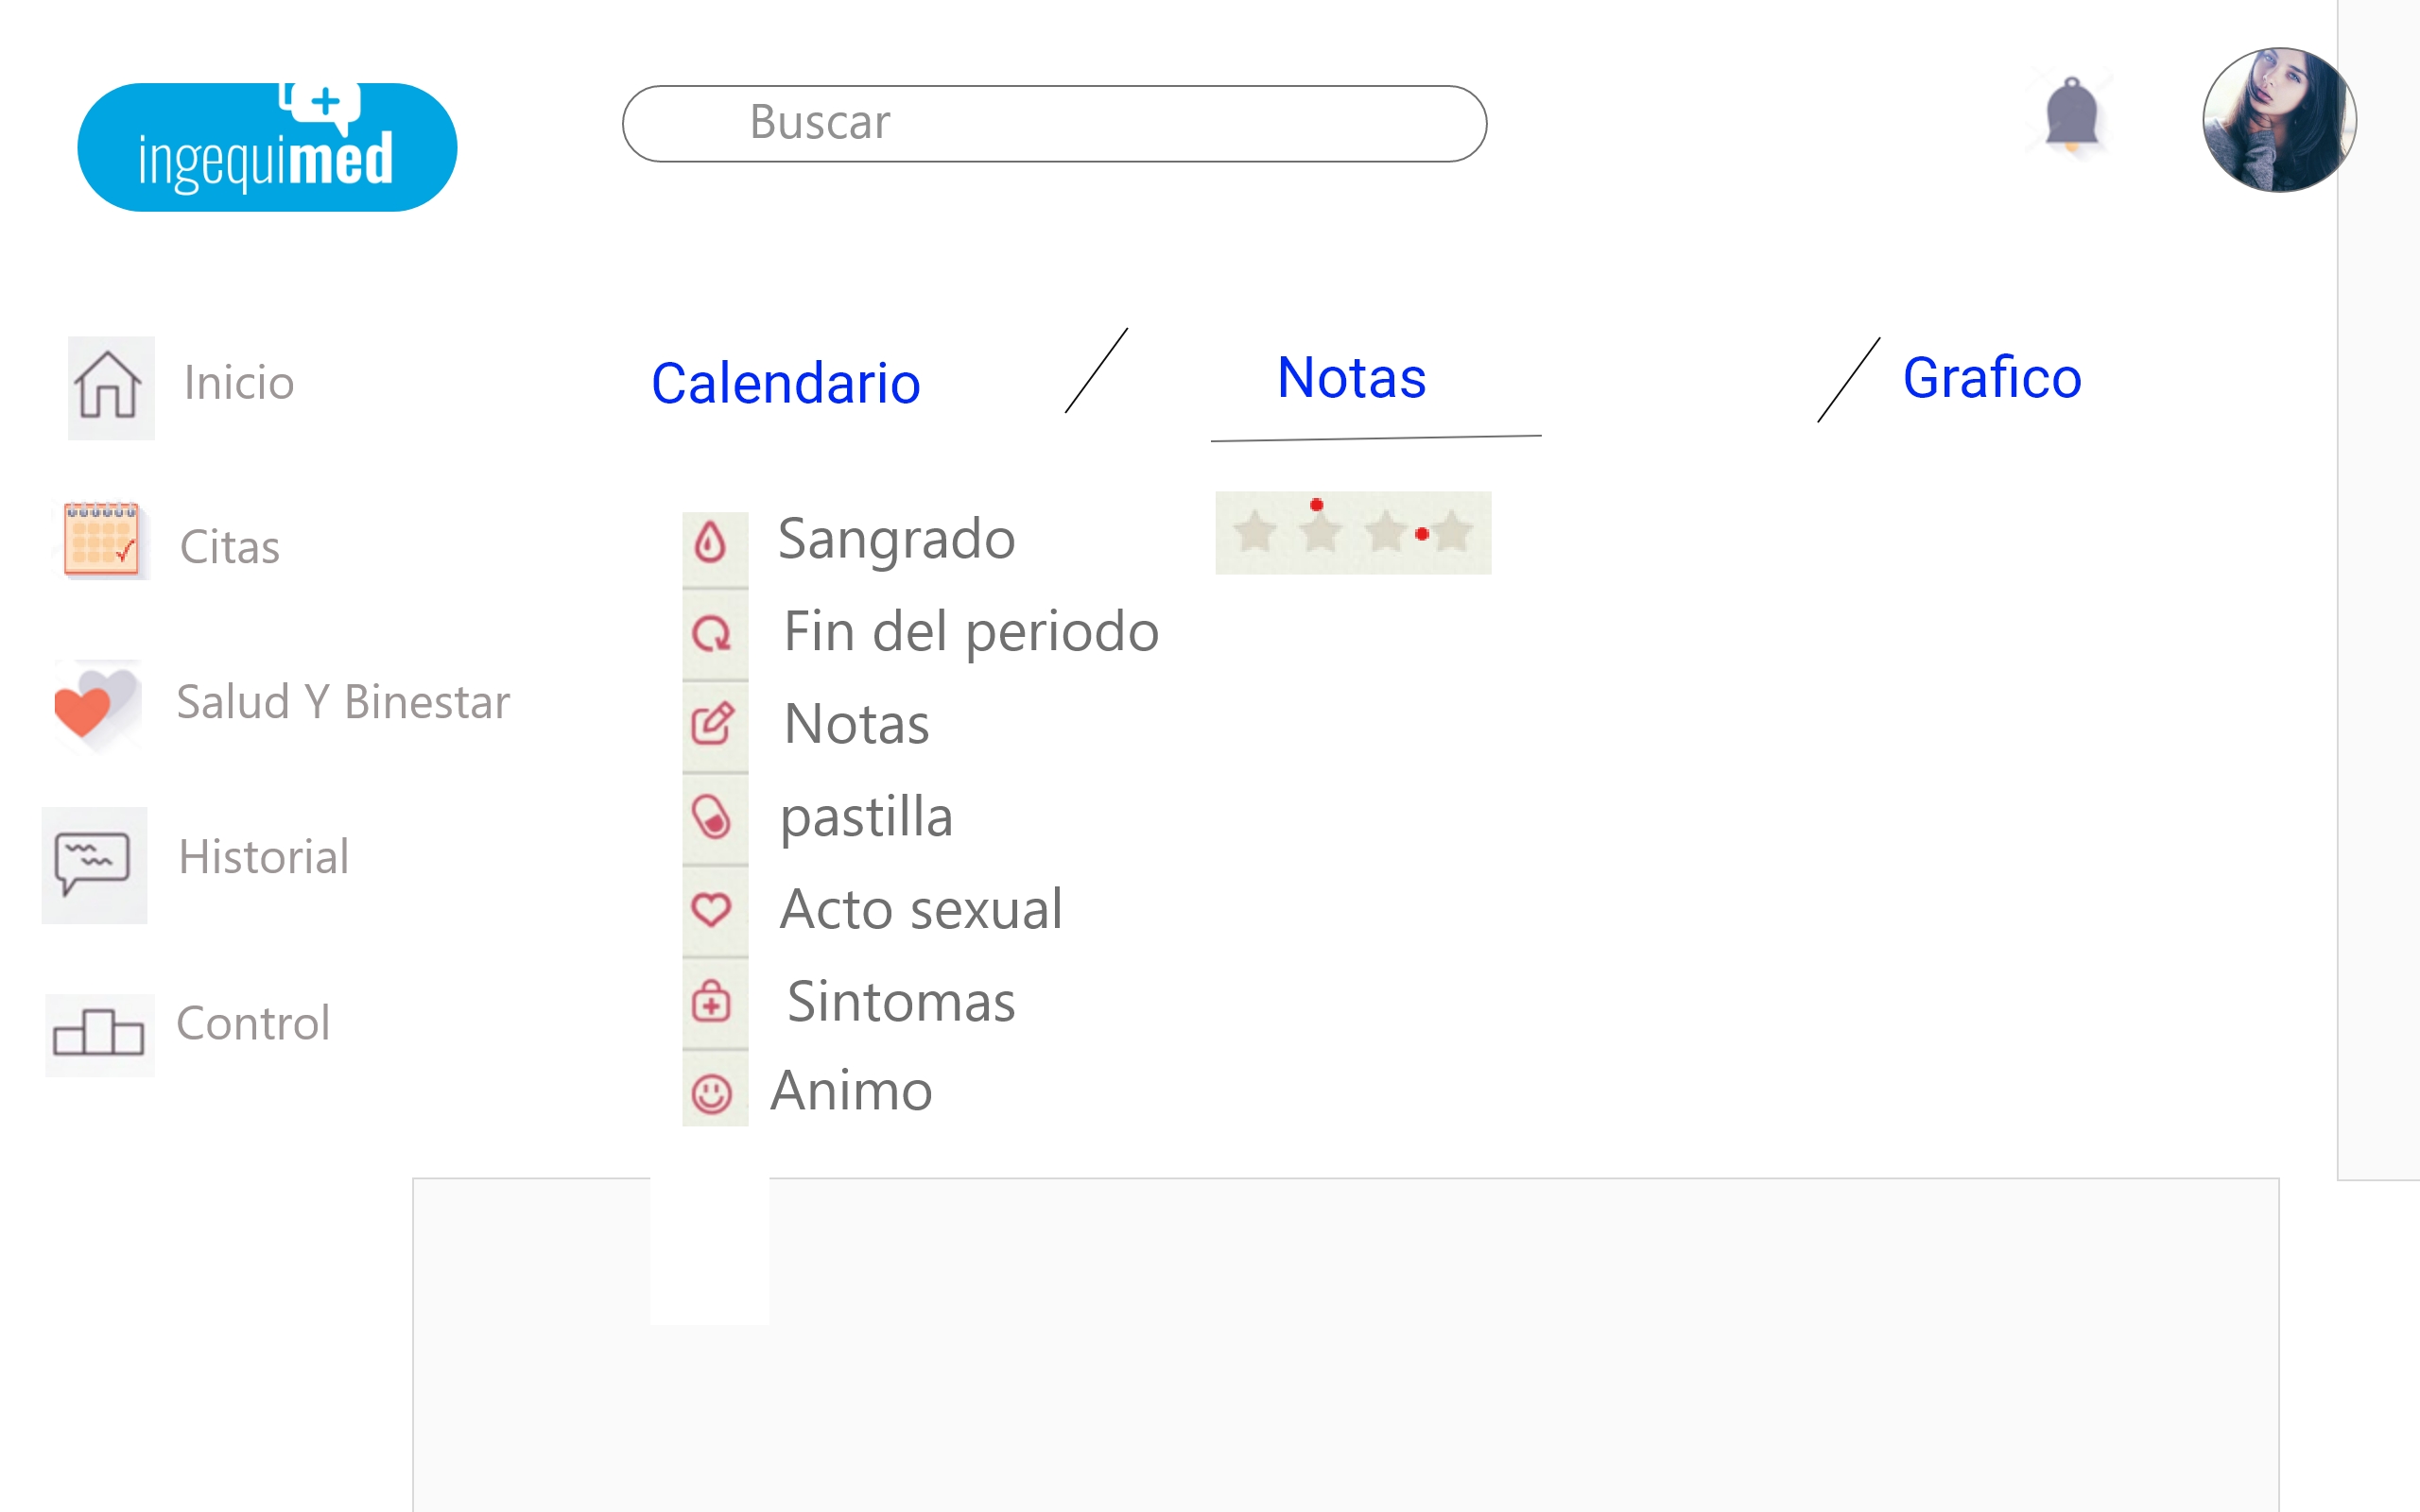 ingequimed
Buscar
Inicio
Citas
Salud Y Binestar
Historial
Control
Calendario
Notas
Grafico
Sangrado
Fin del periodo
Notas
pastilla
Acto sexual
Sintomas
Animo